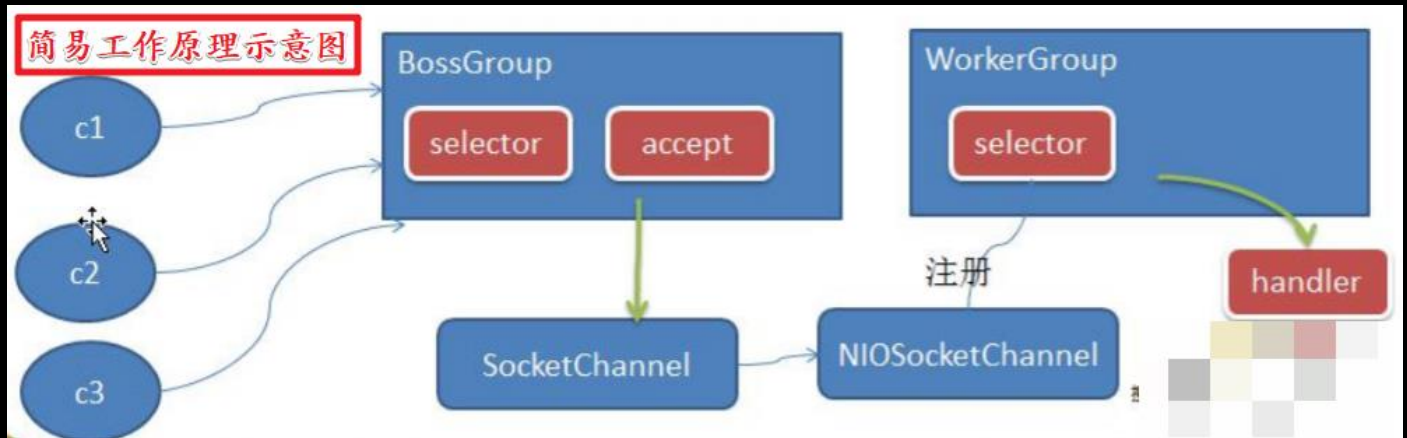 简易工作原理示意图
BossGroup
WorkerGroup
c1
selector
accept
selector
c2
注册
handler
SocketChannel
NIOSocketChannel
c3